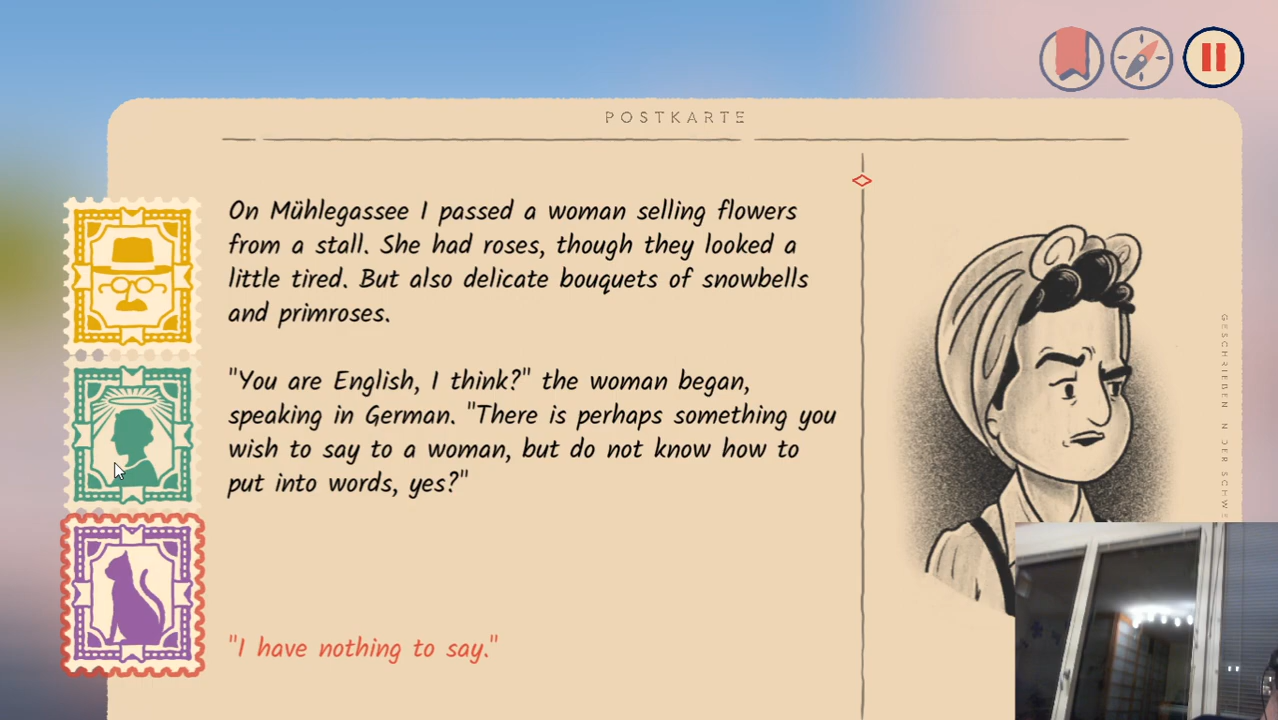 POSTKARTE
On Mühlegassee I passed a woman selling flowers
from a stall. She had roses, though they looked a
little tired. But also delicate bouquets of snowbells
and primroses.
"You are English, I think?" the woman began,
speaking in German. "There is perhaps something you
wish to say to a woman, but do not know how to
put into words, yes?"
"I have nothing to say."
GESCHRIEBEN IN DER